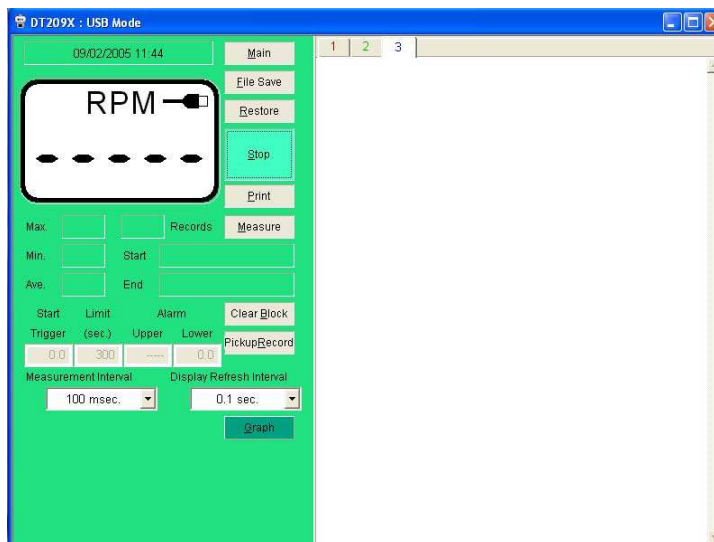 DT209X : USB Mode
09/02/2005 11:44
Main
1 2 3
File Save
RPM
Restore
- - - - -
Stop
Print
Max.
Records
Measure
Min.
Start
Ave.
End
Start Limit Alarm
Clear Block
Trigger (sec.) Upper Lower
PickupRecord
0.0 300 ----- 0.0
Measurement Interval Display Refresh Interval
100 msec. 0.1 sec.
Graph